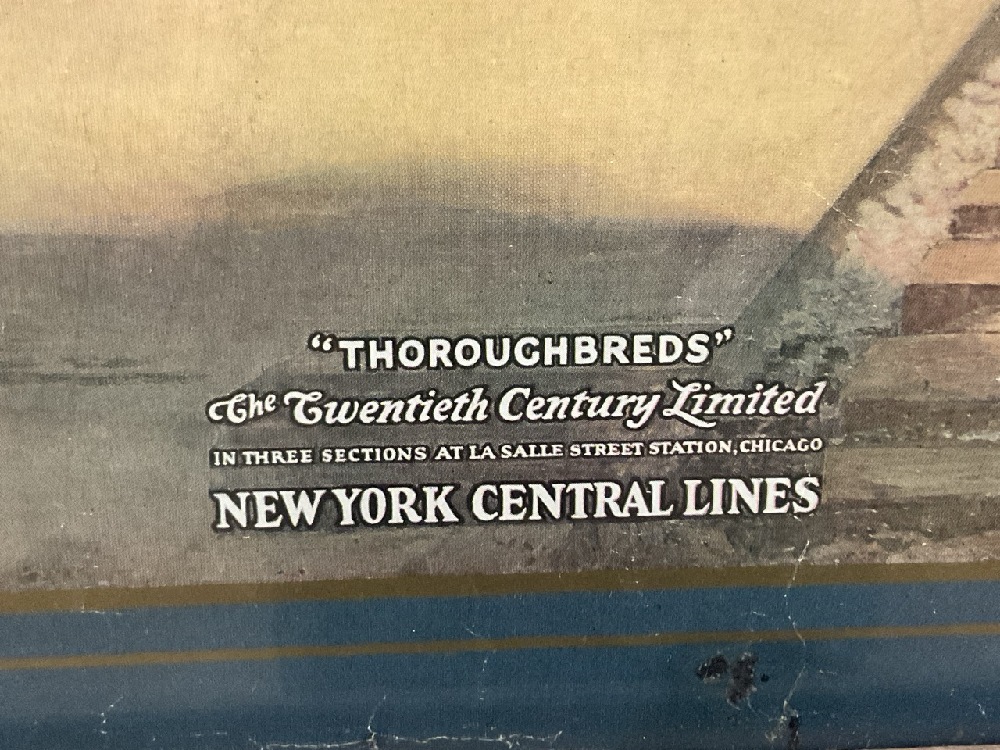 "THOROUGHBREDS"
The Twentieth Century Limited
IN THREE SECTIONS AT LA SALLE STREET STATION, CHICAGO
NEW YORK CENTRAL LINES